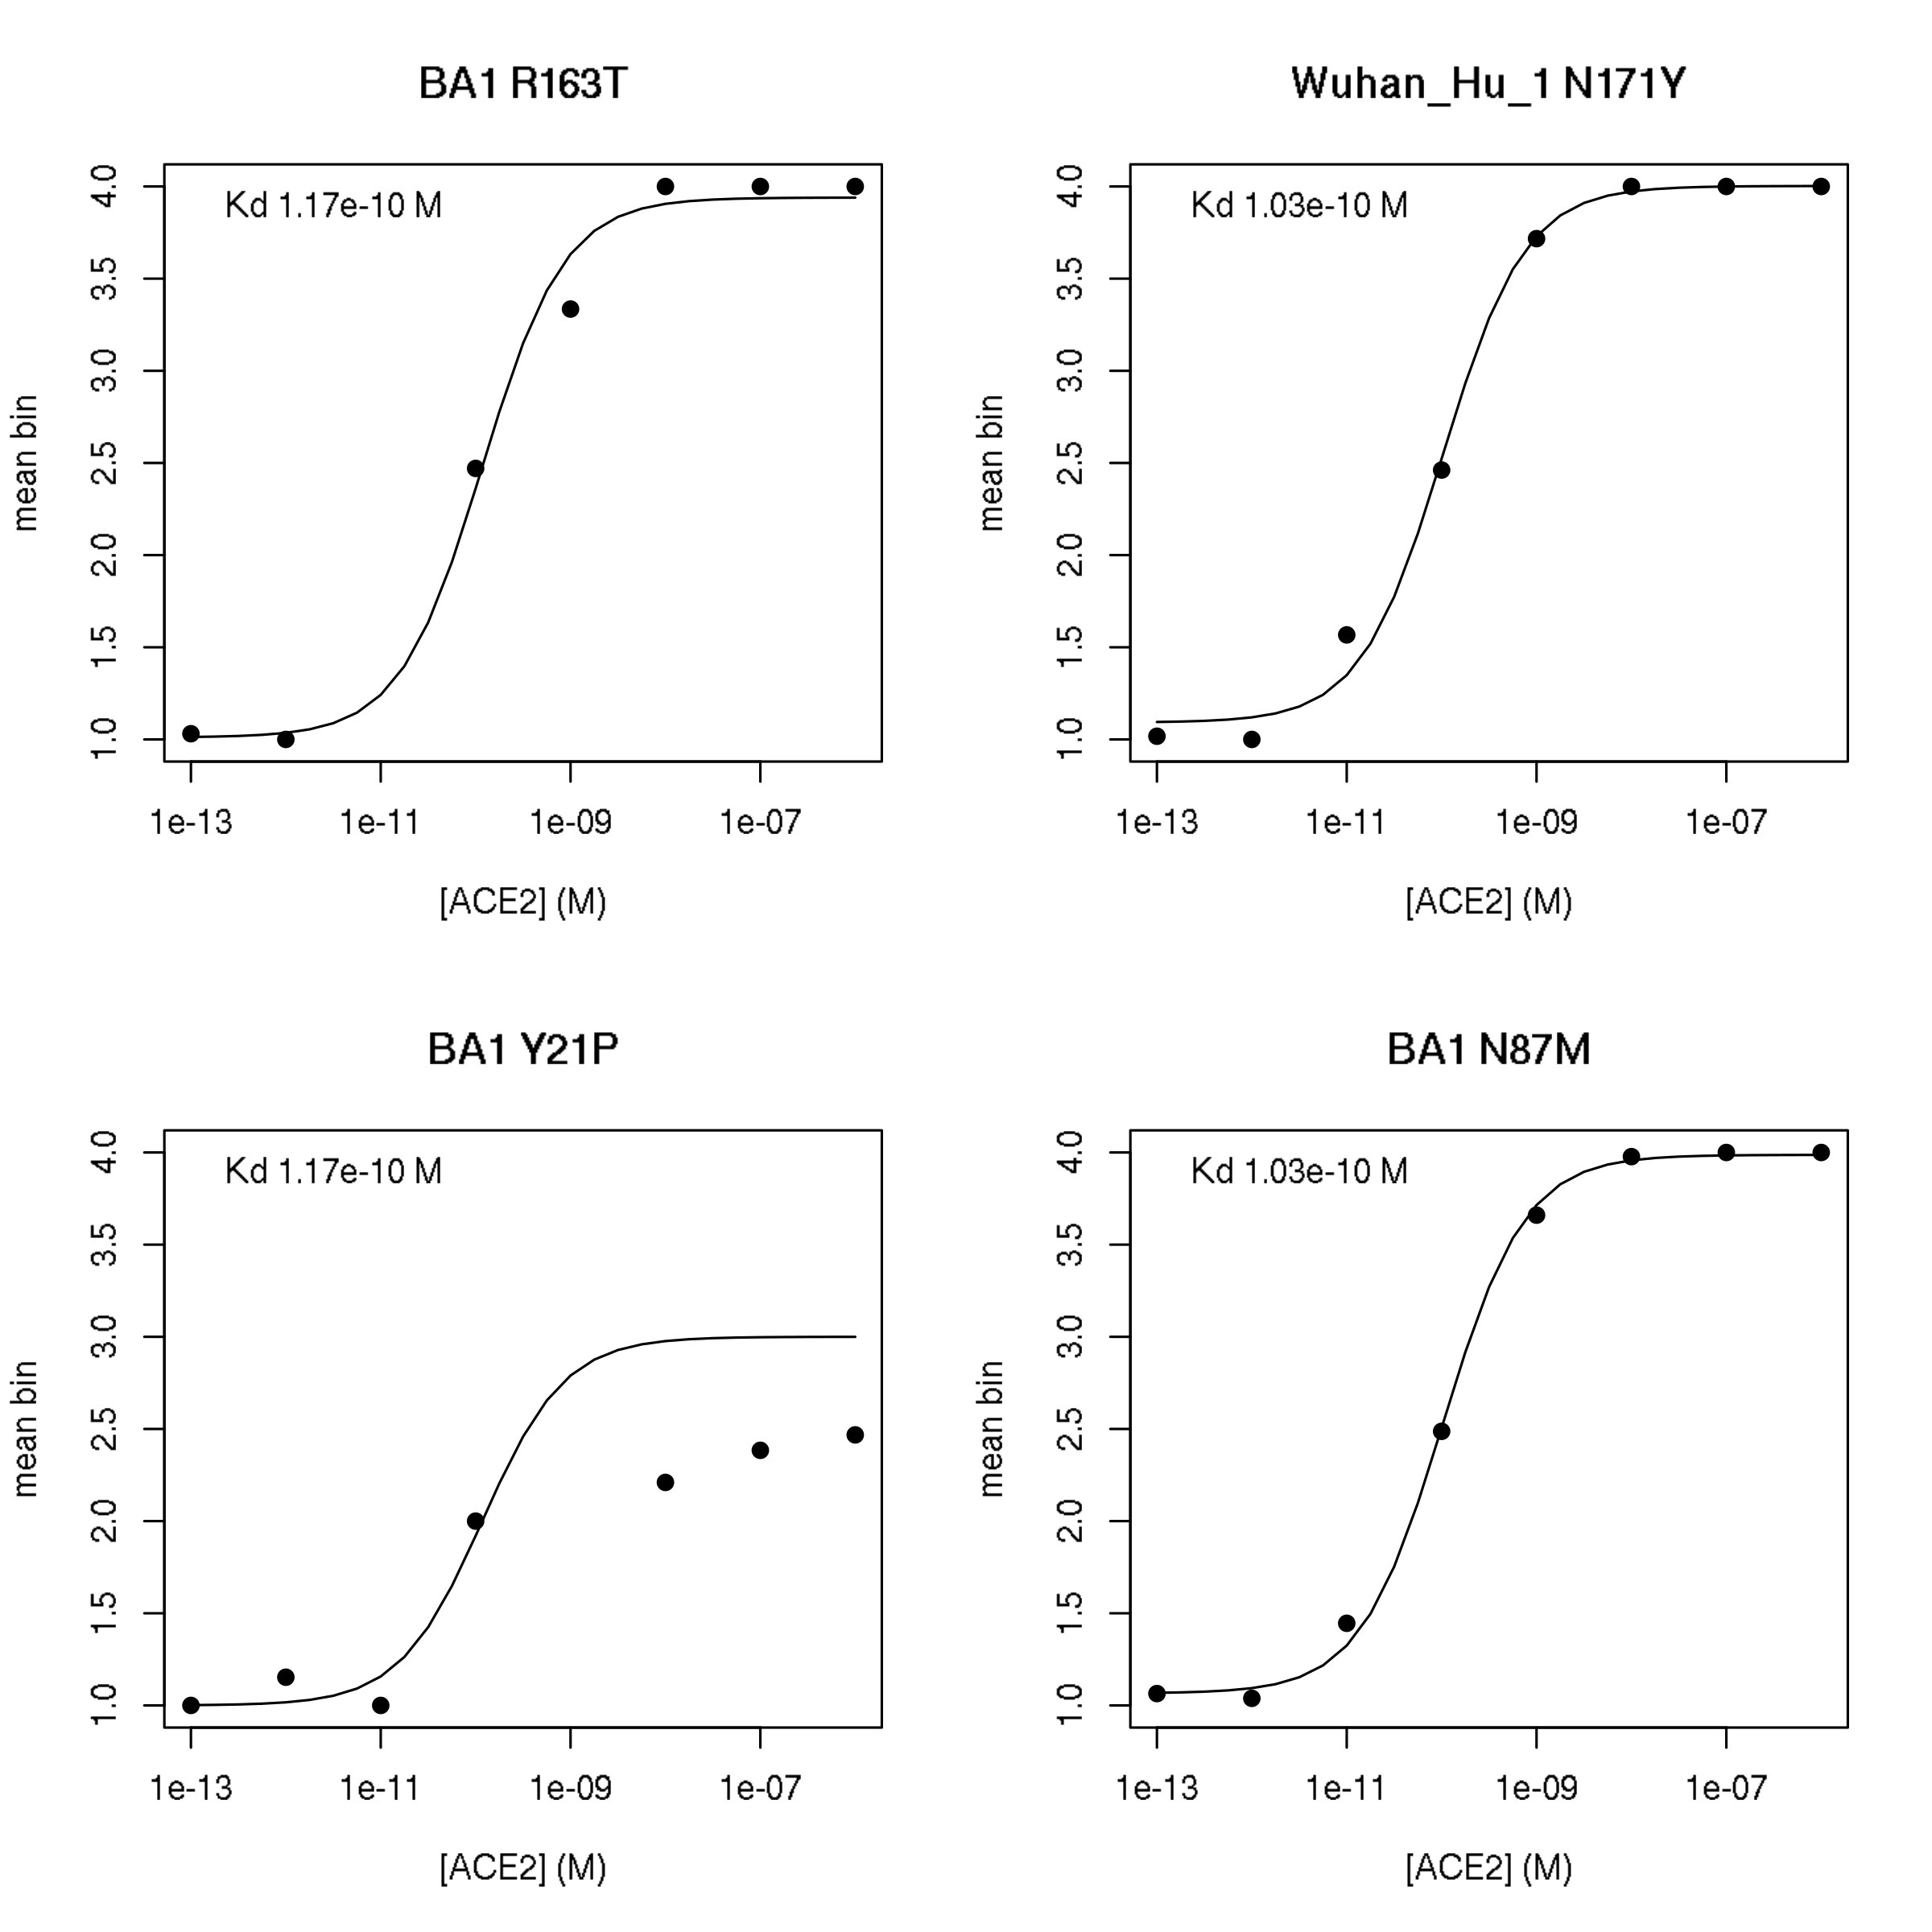 BA1 R163T
Kd 1.17e-10 M
4.0
3.5
3.0
2.5
2.0
1.5
1.0
mean bin
1e-13 1e-11 1e-09 1e-07
[ACE2] (M)
Wuhan_Hu_1 N171Y
Kd 1.03e-10 M
4.0
3.5
3.0
2.5
2.0
1.5
1.0
mean bin
1e-13 1e-11 1e-09 1e-07
[ACE2] (M)
BA1 Y21P
Kd 1.17e-10 M
4.0
3.5
3.0
2.5
2.0
1.5
1.0
mean bin
1e-13 1e-11 1e-09 1e-07
[ACE2] (M)
BA1 N87M
Kd 1.03e-10 M
4.0
3.5
3.0
2.5
2.0
1.5
1.0
mean bin
1e-13 1e-11 1e-09 1e-07
[ACE2] (M)